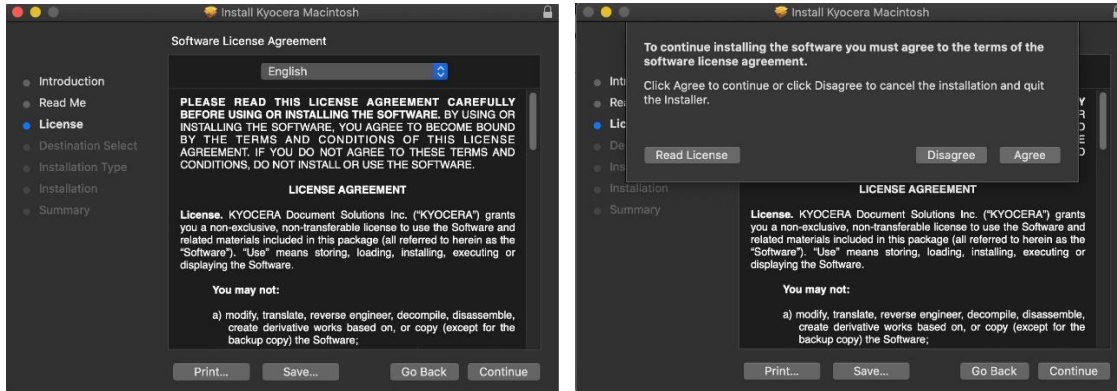 Install Kyocera Macintosh
Software License Agreement
English
Introduction
Read Me
License
Destination Select
Installation Type
Installation
Summary
PLEASE READ THIS LICENSE AGREEMENT CAREFULLY
BEFORE USING OR INSTALLING THE SOFTWARE. BY USING OR
INSTALLING THE SOFTWARE, YOU AGREE TO BECOME BOUND
BY THE TERMS AND CONDITIONS OF THIS LICENSE
AGREEMENT. IF YOU DO NOT AGREE TO THESE TERMS AND
CONDITIONS, DO NOT INSTALL OR USE THE SOFTWARE.
LICENSE AGREEMENT
License. KYOCERA Document Solutions Inc. ("KYOCERA") grants
you a non-exclusive, non-transferable license to use the Software and
related materials included in this package (all referred to herein as the
"Software"). "Use" means storing, loading, installing, executing or
displaying the Software.
You may not:
a) modify, translate, reverse engineer, decompile, disassemble,
create derivative works based on, or copy (except for the
backup copy) the Software;
Print...
Save...
Go Back
Continue
Install Kyocera Macintosh
To continue installing the software you must agree to the terms of the
software license agreement.
Click Agree to continue or click Disagree to cancel the installation and quit
the Installer.
Read License
Disagree
Agree
Installation
Summary
LICENSE AGREEMENT
License. KYOCERA Document Solutions Inc. ("KYOCERA") grants
you a non-exclusive, non-transferable license to use the Software and
related materials included in this package (all referred to herein as the
"Software"). "Use" means storing, loading, installing, executing or
displaying the Software.
You may not:
a) modify, translate, reverse engineer, decompile, disassemble,
create derivative works based on, or copy (except for the
backup copy) the Software;
Print...
Save...
Go Back
Continue